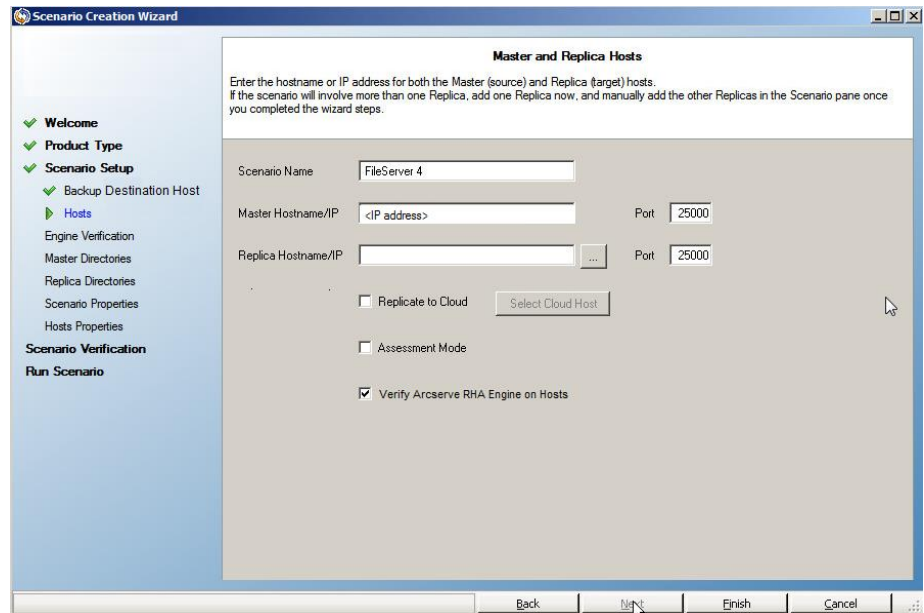 Scenario Creation Wizard
Master and Replica Hosts
Enter the hostname or IP address for both the Master (source) and Replica (target) hosts.
If the scenario will involve more than one Replica, add one Replica now, and manually add the other Replicas in the Scenario pane once
you completed the wizard steps.
Welcome
Product Type
Scenario Setup
Backup Destination Host
Hosts
Engine Verification
Master Directories
Replica Directories
Scenario Properties
Hosts Properties
Scenario Verification
Run Scenario
Scenario Name FileServer 4
Master Hostname/IP <IP address> Port 25000
Replica Hostname/IP ... Port 25000
Replicate to Cloud Select Cloud Host
Assessment Mode
Verify Arcserve RHA Engine on Hosts
Back Next Finish Cancel